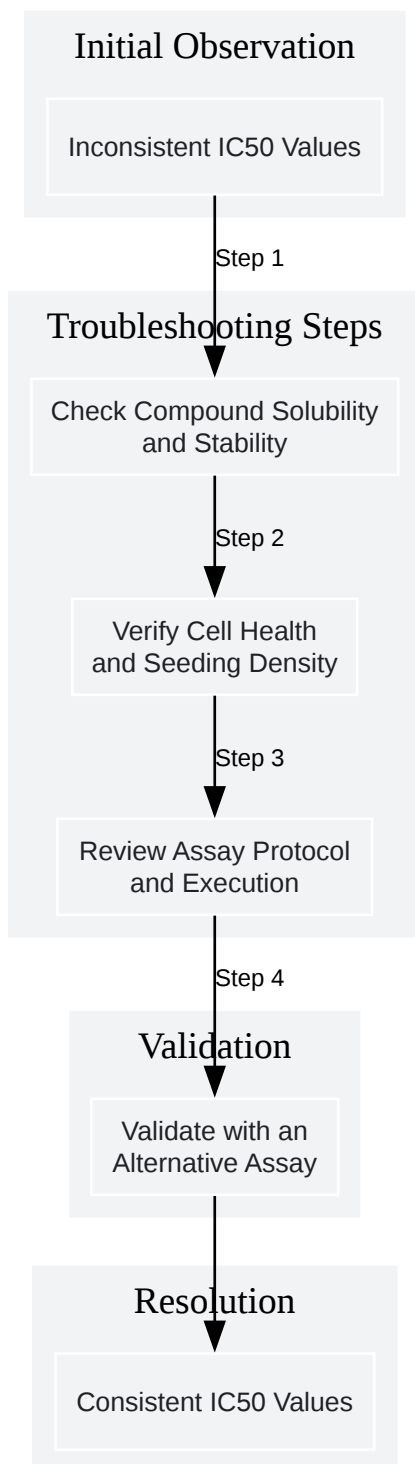 Initial Observation
Inconsistent IC50 Values
Step 1
Troubleshooting Steps
Check Compound Solubility
and Stability
Step 2
Verify Cell Health
and Seeding Density
Step 3
Review Assay Protocol
and Execution
Step 4
Validation
Validate with an
Alternative Assay
Resolution
Consistent IC50 Values